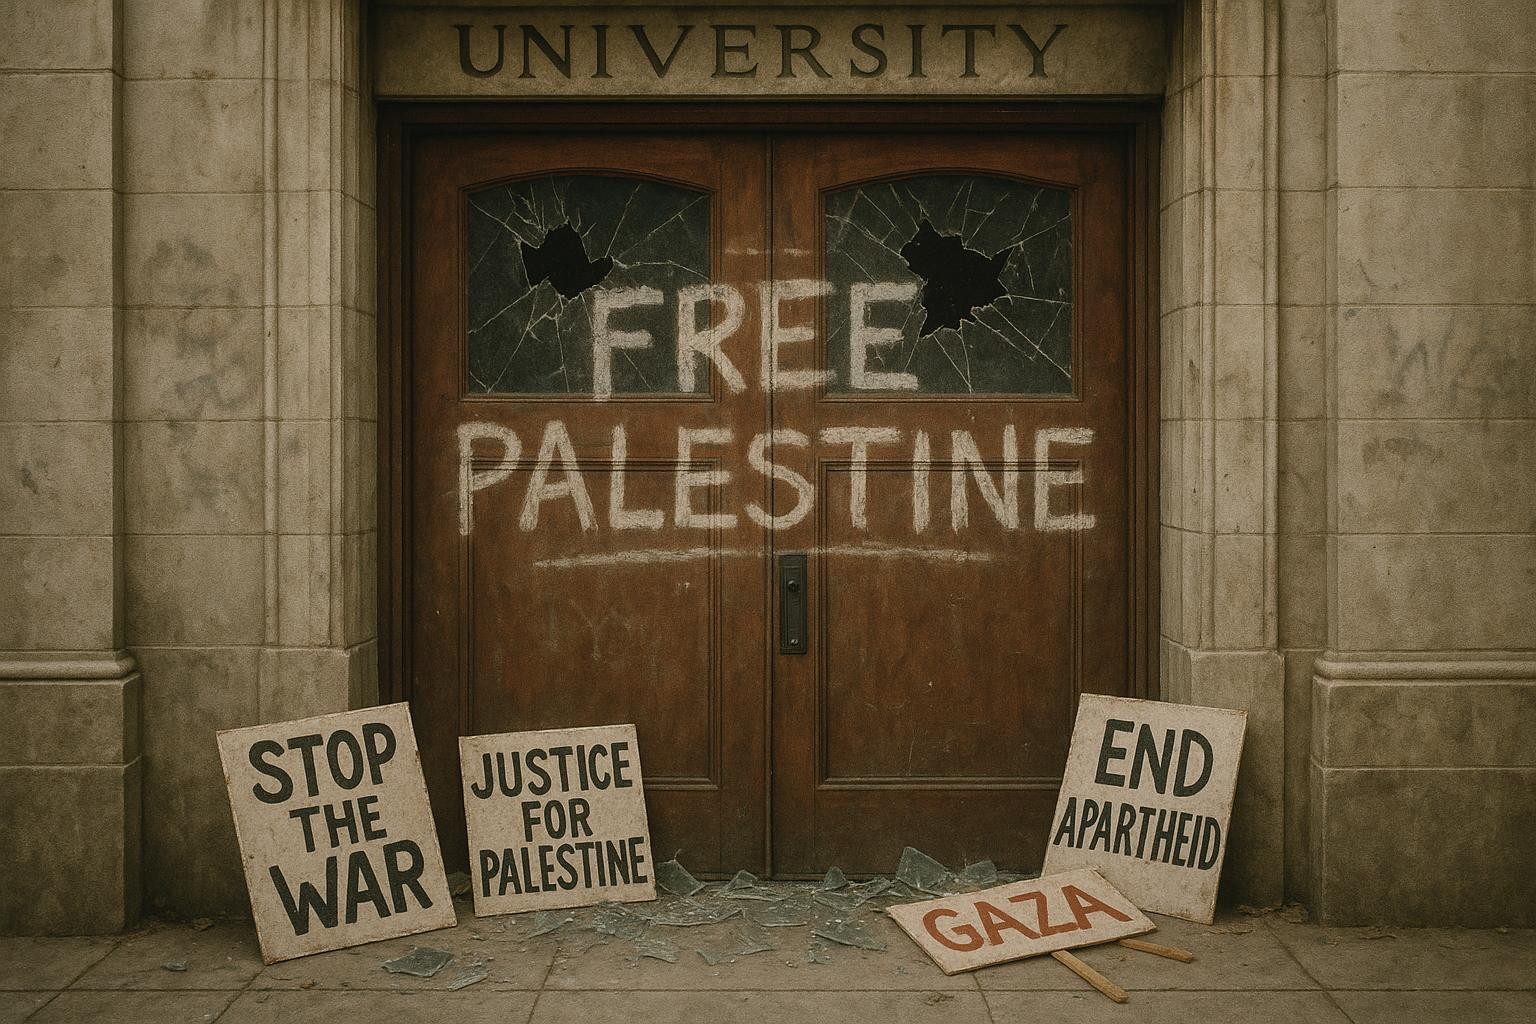 UNIVERSITY
FREE
PALESTINE
STOP
THE
WAR
JUSTICE
FOR
PALESTINE
END
APARTHEID
GAZA